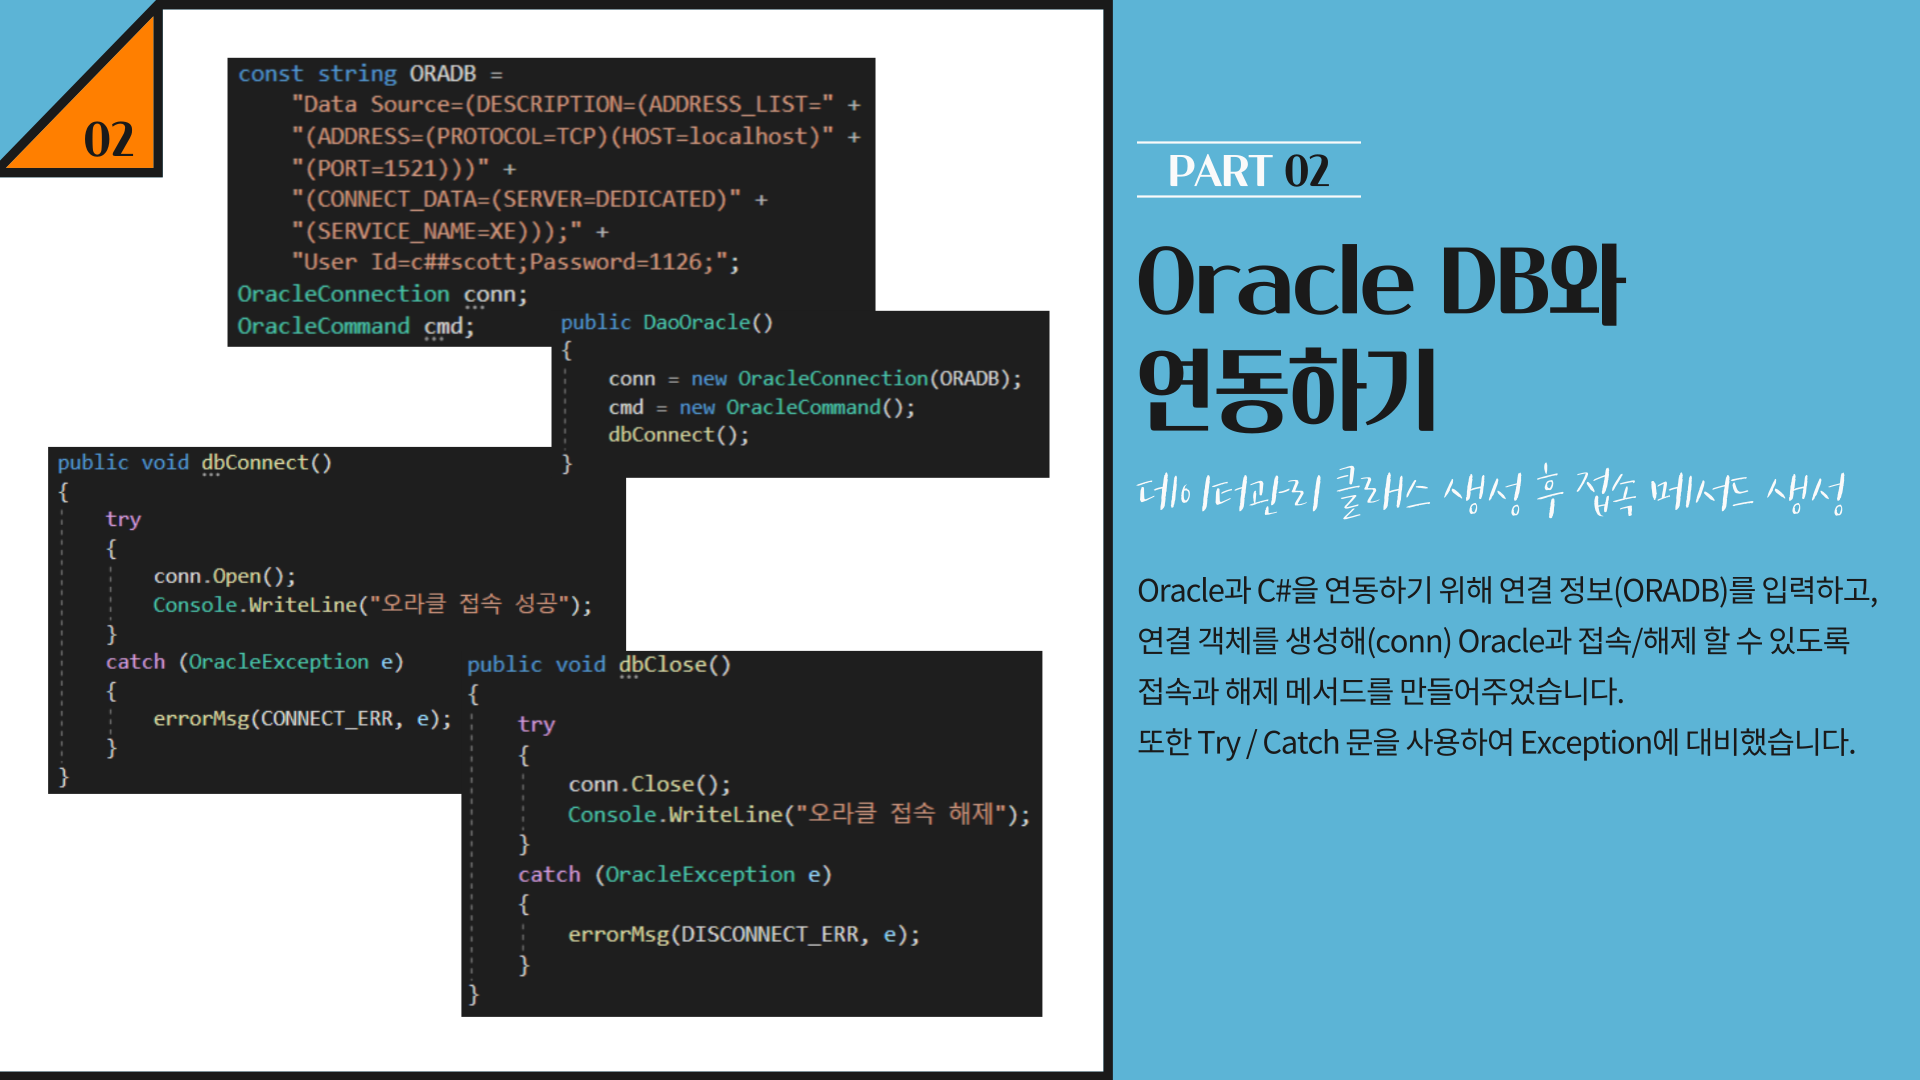 02
const string ORADB =
"Data Source=(DESCRIPTION=(ADDRESS_LIST=" +
"(ADDRESS=(PROTOCOL=TCP)(HOST=localhost)" +
"(PORT=1521)))" +
"(CONNECT_DATA=(SERVER=DEDICATED)" +
"(SERVICE_NAME=XE)));" +
"User Id=c##scott;Password=1126;";
OracleConnection conn;
OracleCommand cmd;
public DaoOracle()
{
conn = new OracleConnection(ORADB);
cmd = new OracleCommand();
dbConnect();
}
public void dbConnect()
{
try
{
conn.Open();
Console.WriteLine("오라클 접속 성공");
}
catch (OracleException e)
{
errorMsg(CONNECT_ERR, e);
}
}
public void dbClose()
{
try
{
conn.Close();
Console.WriteLine("오라클 접속 해제");
}
catch (OracleException e)
{
errorMsg(DISCONNECT_ERR, e);
}
}
PART 02
Oracle DB와
연동하기
데이터관리 클래스 생성 후 접속 메서드 생성
Oracle과 C#을 연동하기 위해 연결 정보(ORADB)를 입력하고,
연결 객체를 생성해(conn) Oracle과 접속/해제 할 수 있도록
접속과 해제 메서드를 만들어주었습니다.
또한 Try / Catch 문을 사용하여 Exception에 대비했습니다.